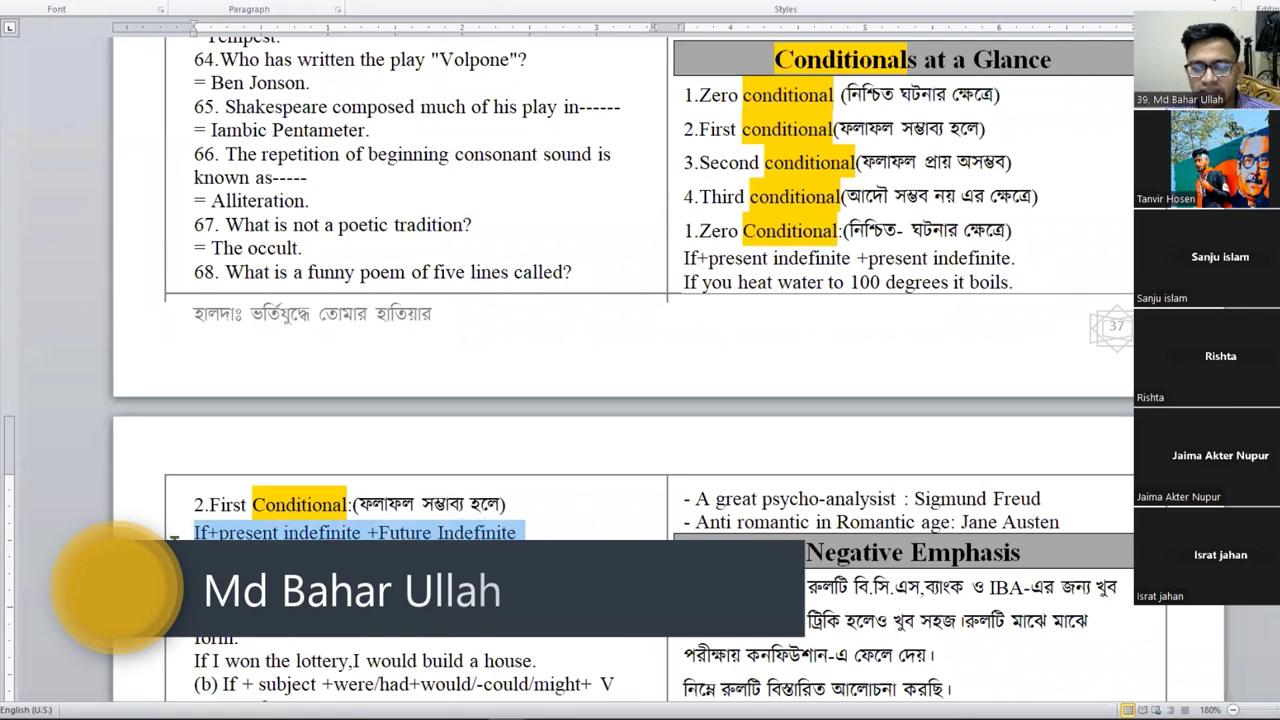 Font
Paragraph
Styles
Tempest.
64.Who has written the play "Volpone"?
= Ben Jonson.
65. Shakespeare composed much of his play in------
= Iambic Pentameter.
66. The repetition of beginning consonant sound is
known as-----
= Alliteration.
67. What is not a poetic tradition?
= The occult.
68. What is a funny poem of five lines called?
Conditionals at a Glance
1.Zero conditional (নিশ্চিত ঘটনার ক্ষেত্রে)
2.First conditional(ফলাফল সম্ভাব্য হলে)
3.Second conditional(ফলাফল প্রায় অসম্ভব)
4.Third conditional(আদৌ সম্ভব নয় এর ক্ষেত্রে)
1.Zero Conditional:(নিশ্চিত- ঘটনার ক্ষেত্রে)
If+present indefinite +present indefinite.
If you heat water to 100 degrees it boils.
হালদাঃ ভর্তিযুদ্ধে তোমার হাতিয়ার
37
2.First Conditional:(ফলাফল সম্ভাব্য হলে)
If+present indefinite +Future Indefinite
Md Bahar Ullah
form.
If I won the lottery,I would build a house.
(b) If + subject +were/had+would/-could/might+ V
- A great psycho-analysist : Sigmund Freud
- Anti romantic in Romantic age: Jane Austen
Negative Emphasis
রুলটি বি.সি.এস,ব্যাংক ও IBA-এর জন্য খুব
ট্রিকি হলেও খুব সহজ।রুলটি মাঝে মাঝে
পরীক্ষায় কনফিউশান-এ ফেলে দেয়।
নিম্নে রুলটি বিস্তারিত আলোচনা করছি।
39, Md Bahar Ullah
Tanvir Hosen
Sanju islam
Sanju islam
Rishta
Rishta
Jaima Akter Nupur
Jaima Akter Nupur
Israt jahan
Israt jahan
English (U.S.)
180%